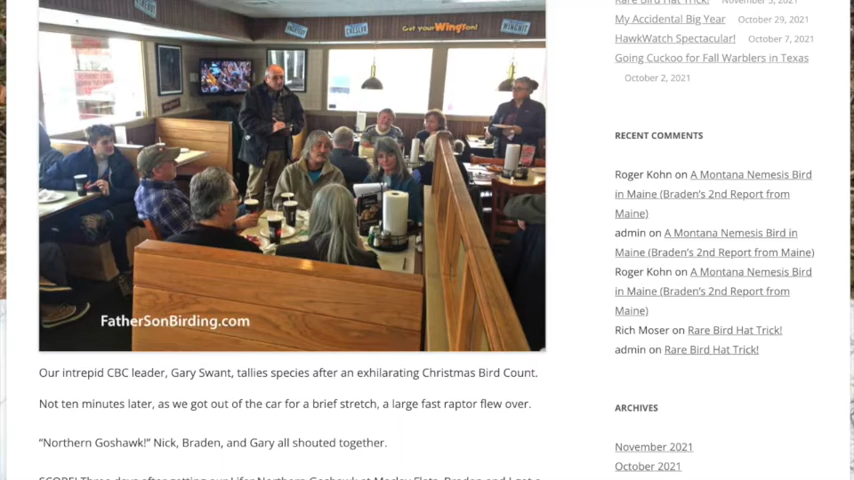 Get your Wings on!
WINGNUT
FatherSonBirding.com
Our intrepid CBC leader, Gary Swant, tallies species after an exhilarating Christmas Bird Count.
Not ten minutes later, as we got out of the car for a brief stretch, a large fast raptor flew over.
“Northern Goshawk!” Nick, Braden, and Gary all shouted together.
Rare Bird Hat Trick! November 5, 2021
My Accidental Big Year October 29, 2021
HawkWatch Spectacular! October 7, 2021
Going Cuckoo for Fall Warblers in Texas
October 2, 2021
RECENT COMMENTS
Roger Kohn on A Montana Nemesis Bird
in Maine (Braden’s 2nd Report from
Maine)
admin on A Montana Nemesis Bird in
Maine (Braden’s 2nd Report from Maine)
Roger Kohn on A Montana Nemesis Bird
in Maine (Braden’s 2nd Report from
Maine)
Rich Moser on Rare Bird Hat Trick!
admin on Rare Bird Hat Trick!
ARCHIVES
November 2021
October 2021